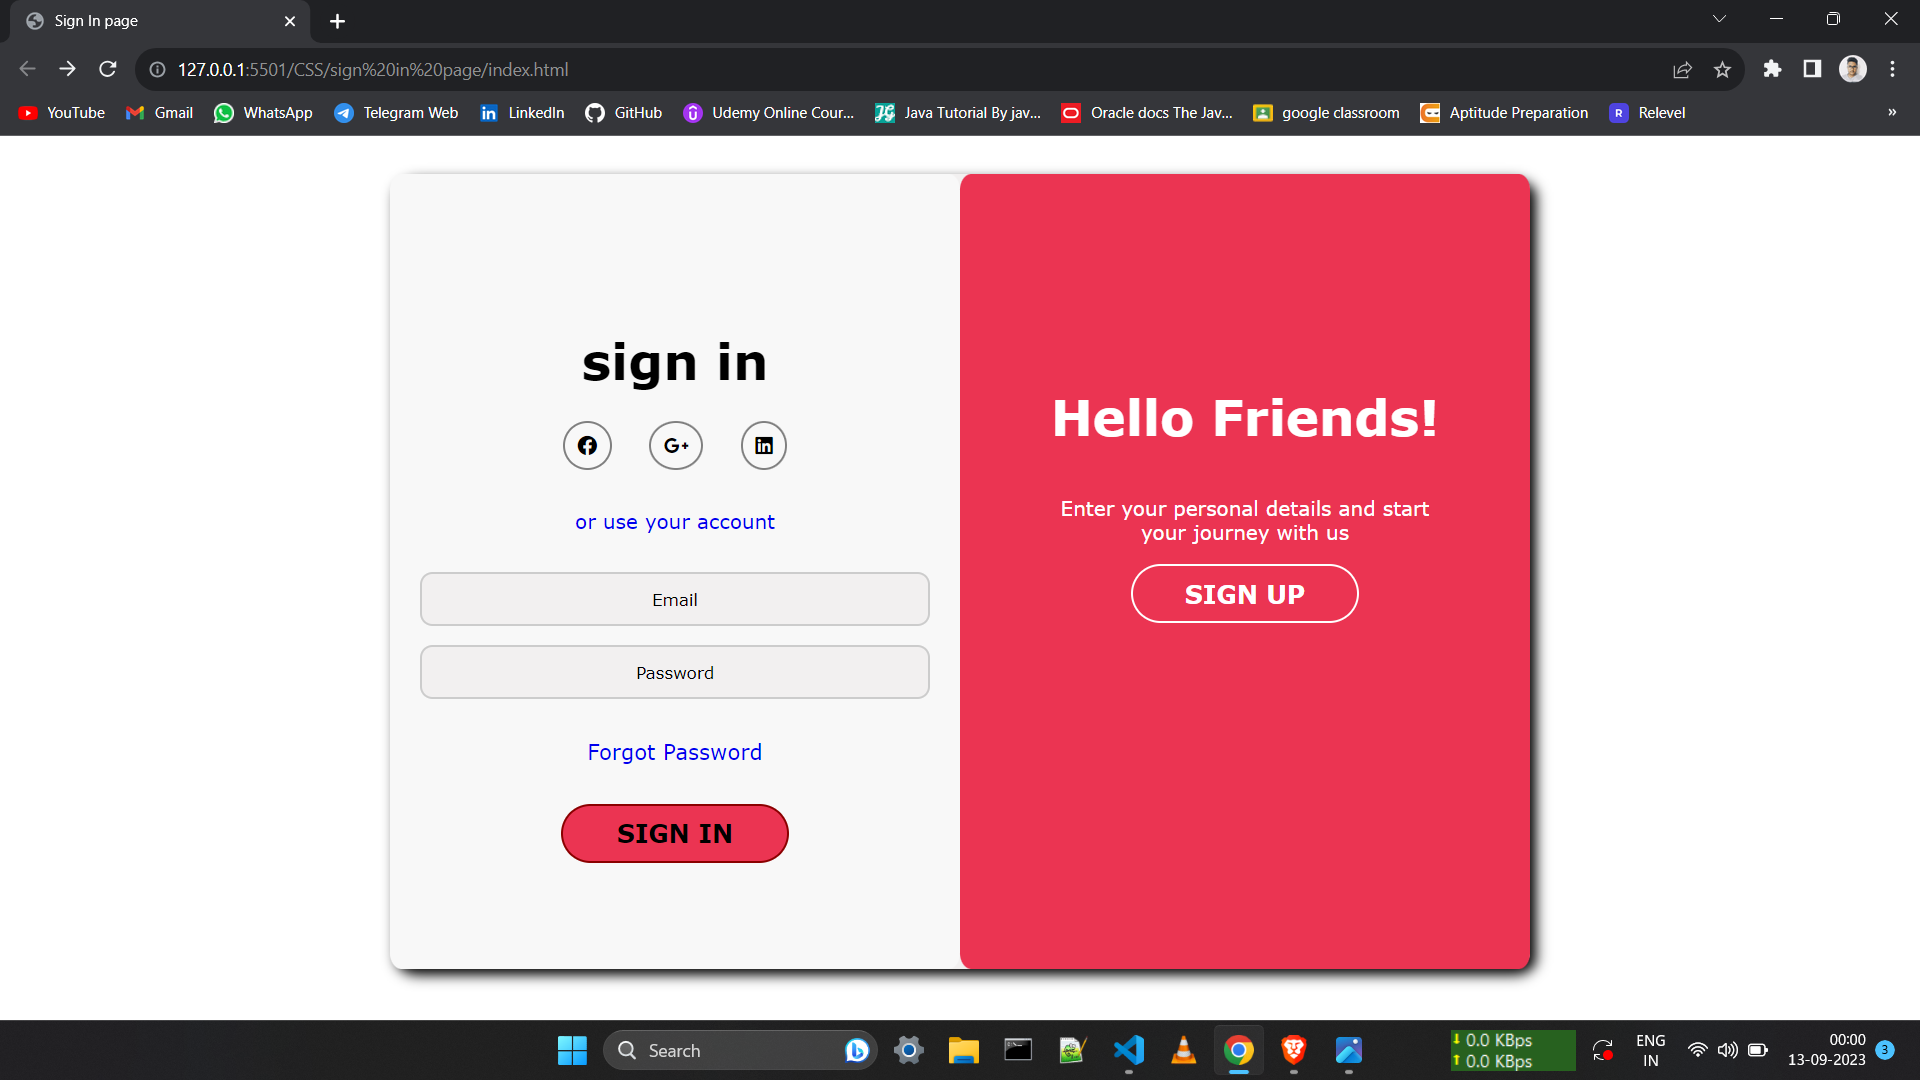 Sign In page
127.0.0.1:5501/CSS/sign%20in%20page/index.html
YouTube Gmail WhatsApp Telegram Web LinkedIn GitHub Udemy Online Cour... Java Tutorial By jav... Oracle docs The Jav... google classroom Aptitude Preparation R Relevel »
sign in
G+ in
or use your account
Email
Password
Forgot Password
SIGN IN
Hello Friends!
Enter your personal details and start
your journey with us
SIGN UP
Search
0.0 KBps
0.0 KBps
ENG
IN
00:00
13-09-2023
3